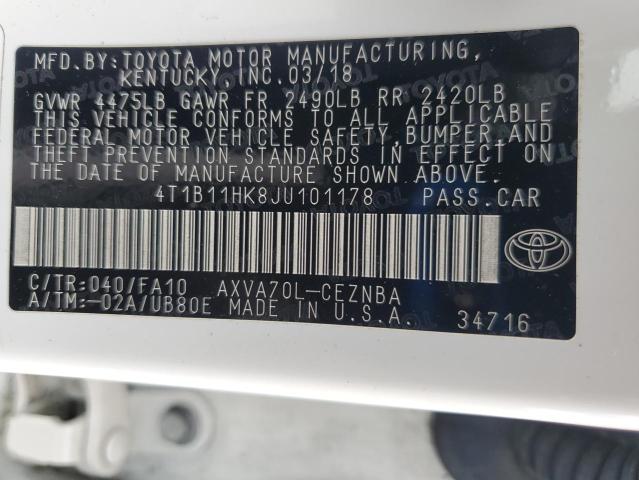 MFD.BY:TOYOTA MOTOR MANUFACTURING,
KENTUCKY, INC. 03/18
GVWR 4475LB GAWR FR 2490LB RR 2420LB
THIS VEHICLE CONFORMS TO ALL APPLICABLE
FEDERAL MOTOR VEHICLE SAFETY, BUMPER, AND
THEFT PREVENTION STANDARDS IN EFFECT ON
THE DATE OF MANUFACTURE SHOWN ABOVE.
4T1B11HK8JU101178 PASS.CAR
C/TR:040/FA10 AXVA70L-CEZNBA
A/TM:-02A/UB80E MADE IN U.S.A. 34716